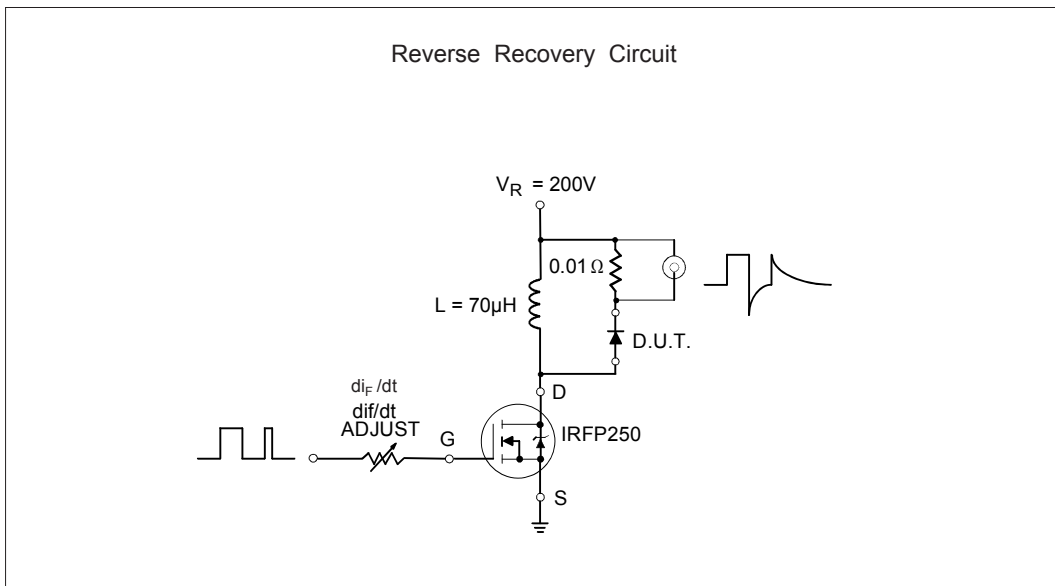 Reverse Recovery Circuit
V_R = 200V
0.01 Ω
L = 70µH
D.U.T.
di_F /dt
dif/dt
ADJUST
D
G
IRFP250
S